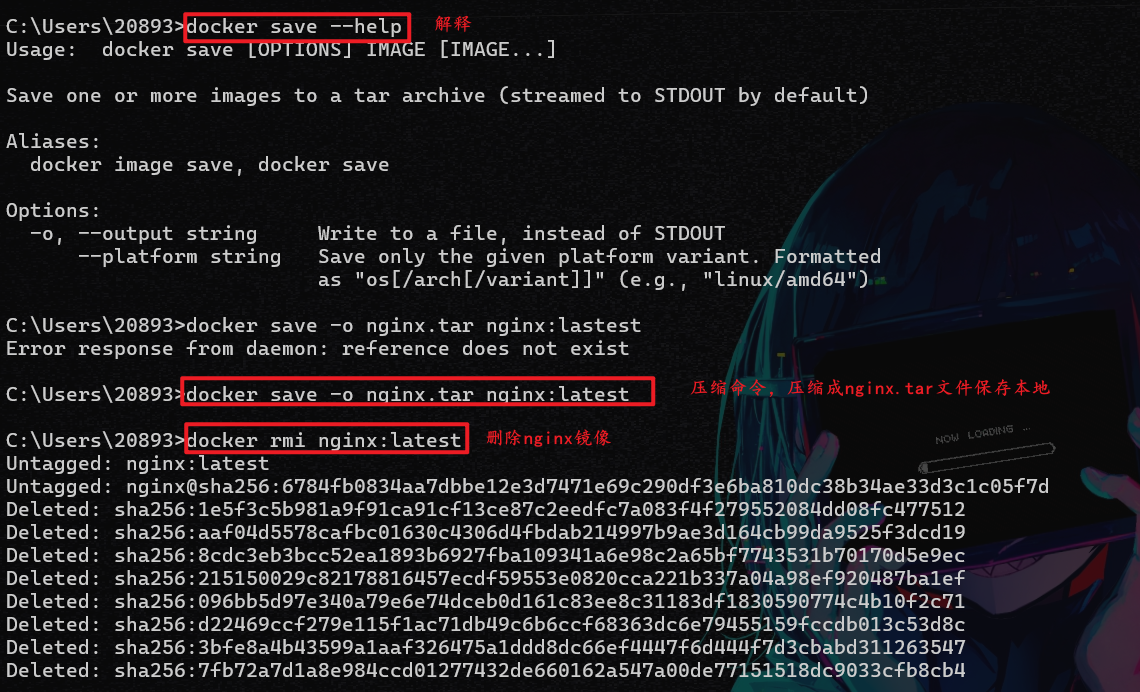 C:\Users\20893>docker save --help 解释
Usage:  docker save [OPTIONS] IMAGE [IMAGE...]
Save one or more images to a tar archive (streamed to STDOUT by default)
Aliases:
  docker image save, docker save
Options:
  -o, --output string     Write to a file, instead of STDOUT
      --platform string   Save only the given platform variant. Formatted
                          as "os[/arch[/variant]]" (e.g., "linux/amd64")
C:\Users\20893>docker save -o nginx.tar nginx:lastest
Error response from daemon: reference does not exist
C:\Users\20893>docker save -o nginx.tar nginx:latest 压缩命令，压缩成nginx.tar文件保存本地
C:\Users\20893>docker rmi nginx:latest 删除nginx镜像
NOW LOADING ...
Untagged: nginx:latest
Untagged: nginx@sha256:6784fb0834aa7dbbe12e3d7471e69c290df3e6ba810dc38b34ae33d3c1c05f7d
Deleted: sha256:1e5f3c5b981a9f91ca91cf13ce87c2eedfc7a083f4f279552084dd08fc477512
Deleted: sha256:aaf04d5578cafbc01630c4306d4fbdab214997b9ae3d164cb99da9525f3dcd19
Deleted: sha256:8cdc3eb3bcc52ea1893b6927fba109341a6e98c2a65bf7743531b70170d5e9ec
Deleted: sha256:215150029c82178816457ecdf59553e0820cca221b337a04a98ef920487ba1ef
Deleted: sha256:096bb5d97e340a79e6e74dceb0d161c83ee8c31183df1830590774c4b10f2c71
Deleted: sha256:d22469ccf279e115f1ac71db49c6b6ccf68363dc6e79455159fccdb013c53d8c
Deleted: sha256:3bfe8a4b43599a1aaf326475a1ddd8dc66ef4447f6d444f7d3cbabd311263547
Deleted: sha256:7fb72a7d1a8e984ccd01277432de660162a547a00de77151518dc9033cfb8cb4